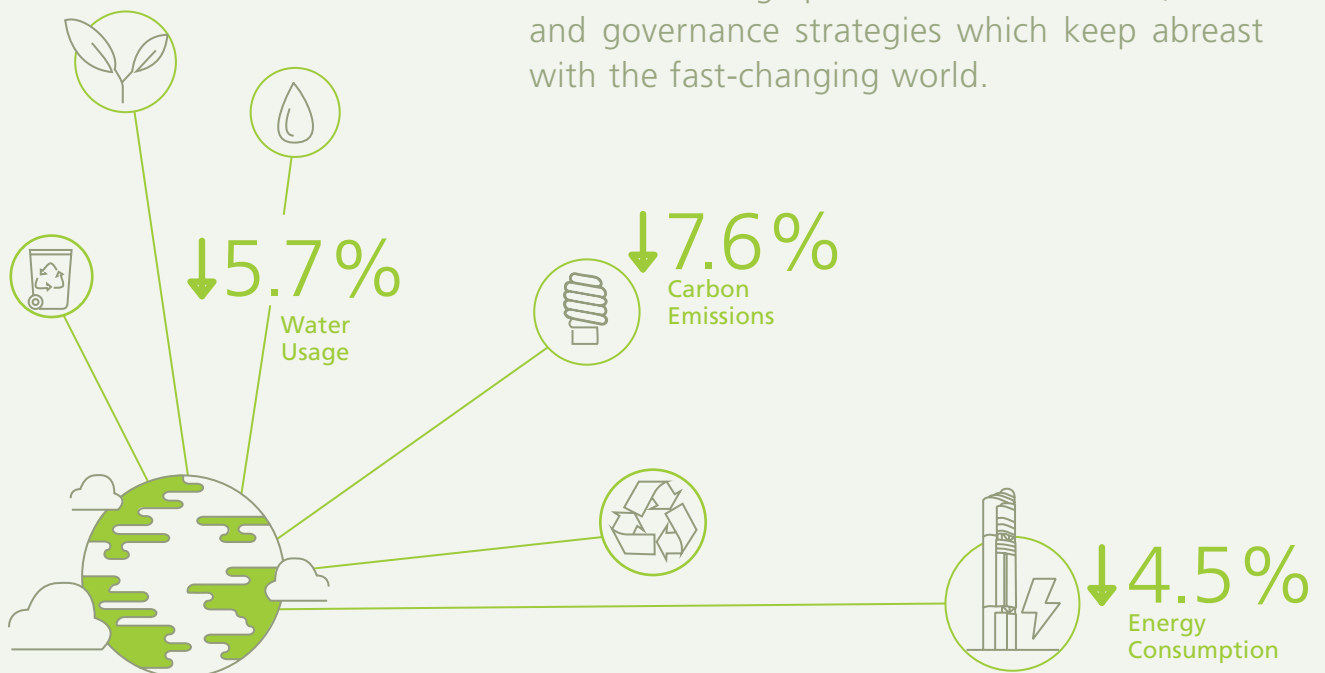 and governance strategies which keep abreast
with the fast-changing world.
↓5.7%
Water
Usage
↓7.6%
Carbon
Emissions
↓4.5%
Energy
Consumption